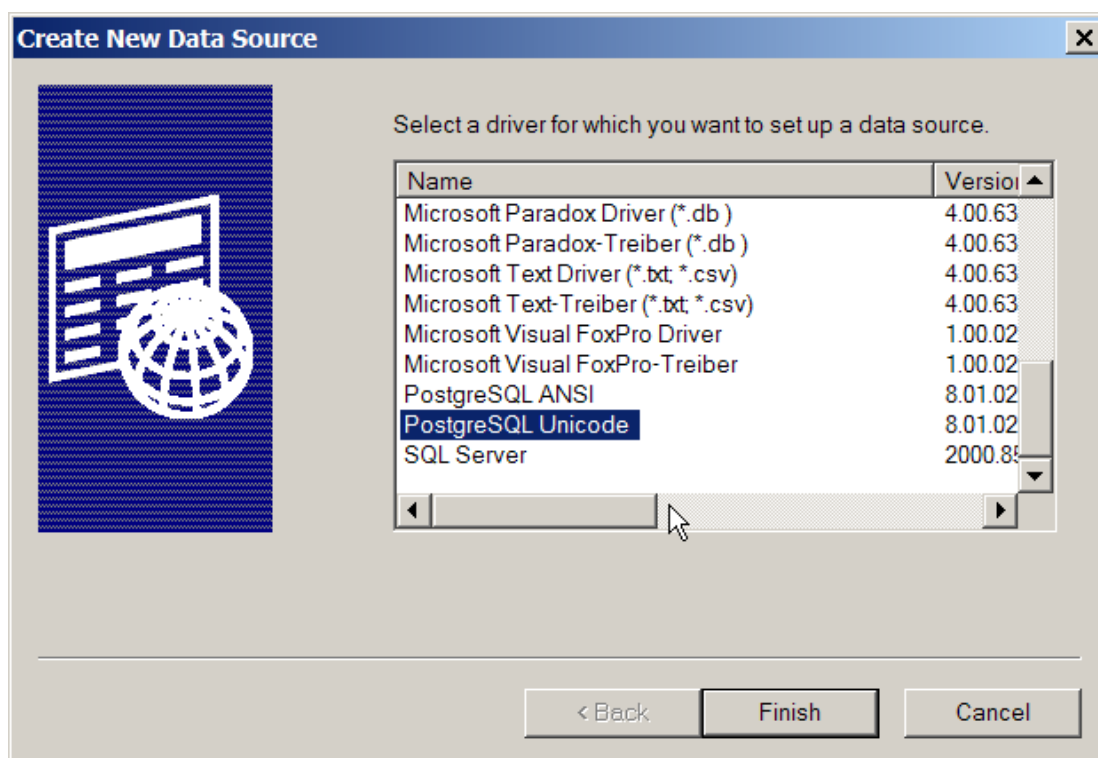 Create New Data Source
Select a driver for which you want to set up a data source.
Name Version
Microsoft Paradox Driver (*.db ) 4.00.63
Microsoft Paradox-Treiber (*.db ) 4.00.63
Microsoft Text Driver (*.txt; *.csv) 4.00.63
Microsoft Text-Treiber (*.txt; *.csv) 4.00.63
Microsoft Visual FoxPro Driver 1.00.02
Microsoft Visual FoxPro-Treiber 1.00.02
PostgreSQL ANSI 8.01.02
PostgreSQL Unicode 8.01.02
SQL Server 2000.85
< Back Finish Cancel